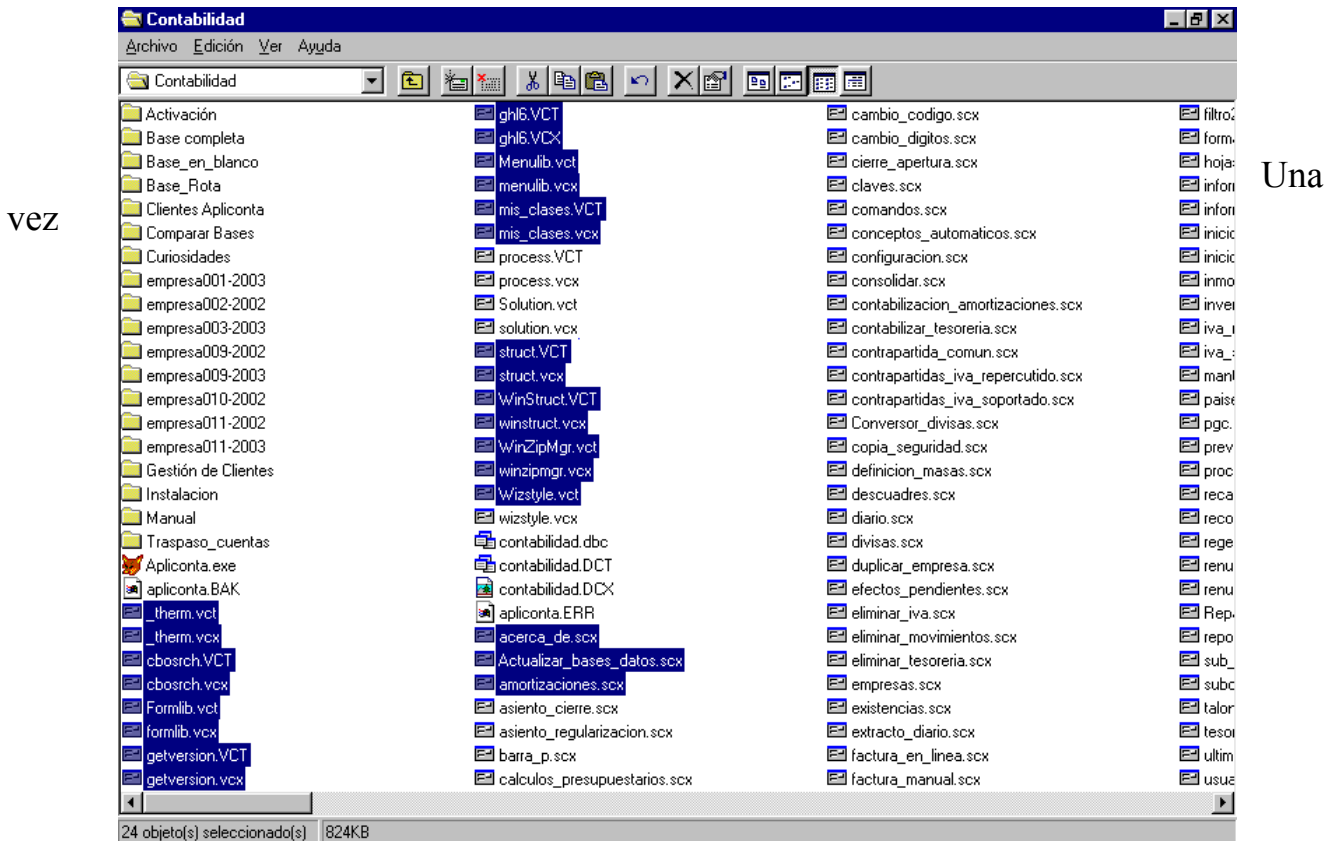 Contabilidad
Archivo Edición Ver Ayuda
Contabilidad
Activación
Base completa
Base_en_blanco
Base_Rota
Clientes Apliconta
Comparar Bases
Curiosidades
empresa001-2003
empresa002-2002
empresa003-2003
empresa009-2002
empresa009-2003
empresa010-2002
empresa011-2002
empresa011-2003
Gestión de Clientes
Instalacion
Manual
Traspaso_cuentas
Apliconta.exe
apliconta.BAK
_therm.vct
_therm.vcx
cbosrch.VCT
cbosrch.vcx
Formlib.vct
formlib.vcx
getversion.VCT
getversion.vcx
ghl6.VCT
ghl6.VCX
Menulib.vct
menulib.vcx
mis_clases.VCT
mis_clases.vcx
process.VCT
process.vcx
Solution.vct
solution.vcx
struct.VCT
struct.vcx
WinStruct.VCT
winstruct.vcx
WinZipMgr.vct
winzipmgr.vcx
Wizstyle.vct
wizstyle.vcx
contabilidad.dbc
contabilidad.DCT
contabilidad.DCX
apliconta.ERR
acerca_de.scx
Actualizar_bases_datos.scx
amortizaciones.scx
asiento_cierre.scx
asiento_regularizacion.scx
barra_p.scx
calculos_presupuestarios.scx
cambio_codigo.scx
cambio_digitos.scx
cierre_apertura.scx
claves.scx
comandos.scx
conceptos_automaticos.scx
configuracion.scx
consolidar.scx
contabilizacion_amortizaciones.scx
contabilizar_tesoreria.scx
contrapartida_comun.scx
contrapartidas_iva_repercutido.scx
contrapartidas_iva_soportado.scx
Conversor_divisas.scx
copia_seguridad.scx
definicion_masas.scx
descuadres.scx
diario.scx
divisas.scx
duplicar_empresa.scx
efectos_pendientes.scx
eliminar_iva.scx
eliminar_movimientos.scx
eliminar_tesoreria.scx
empresas.scx
existencias.scx
extracto_diario.scx
factura_en_linea.scx
factura_manual.scx
24 objeto(s) seleccionado(s) 824KB
Una
vez